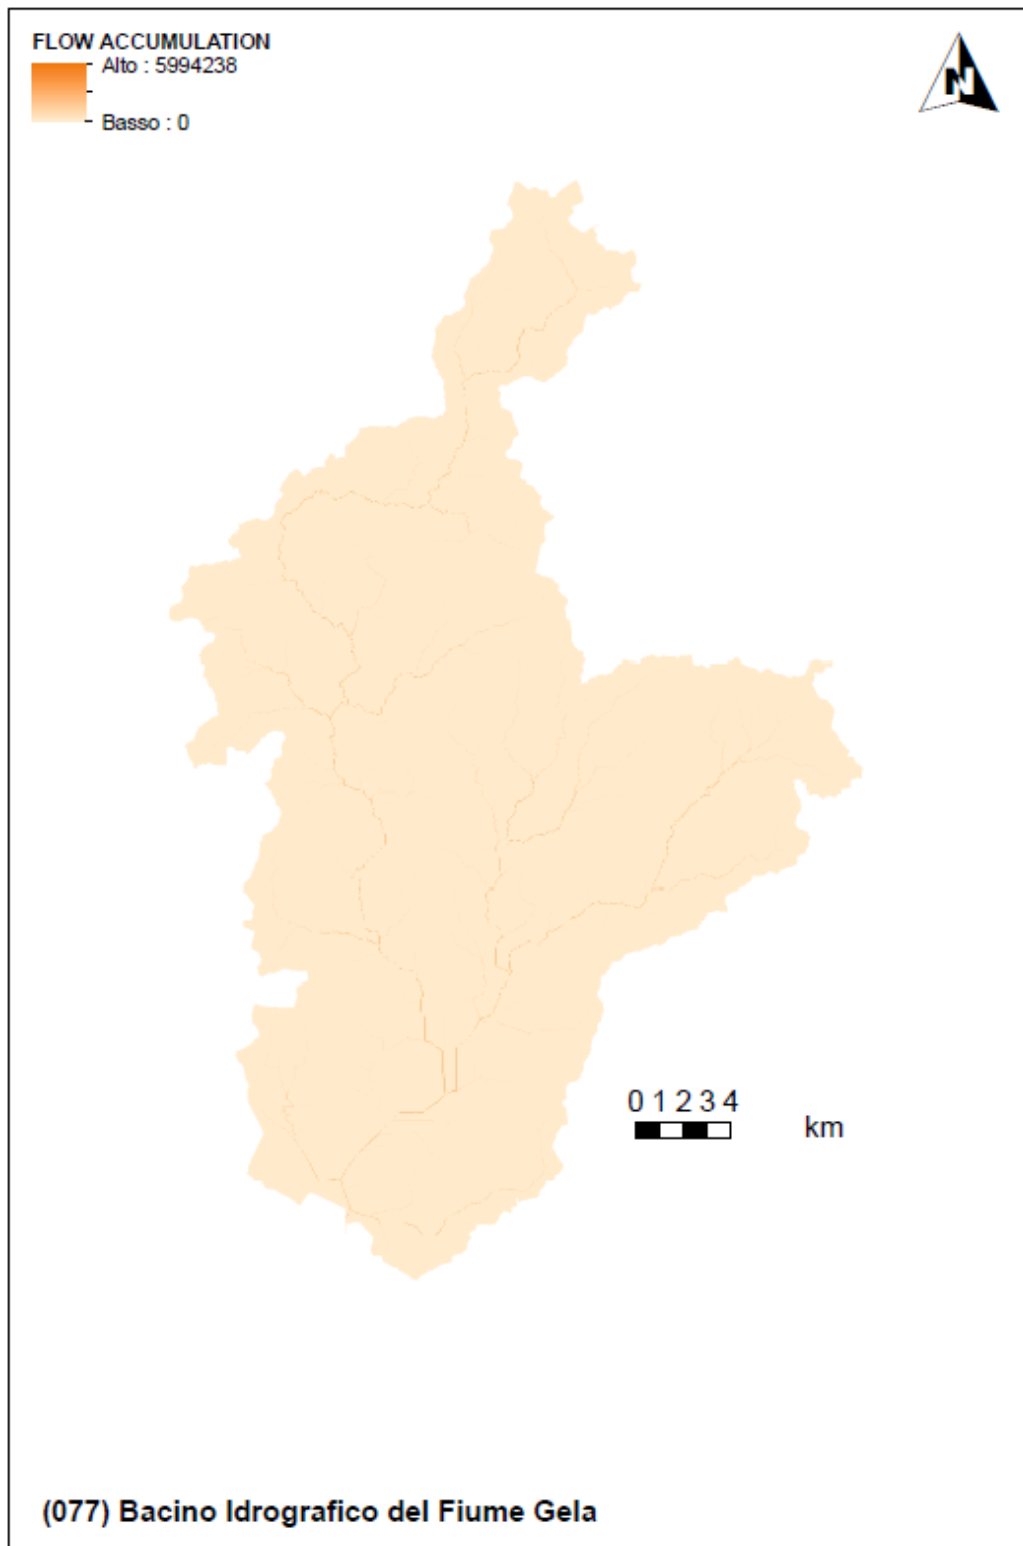 FLOW ACCUMULATION
Alto : 5994238
Basso : 0
N
0 1 2 3 4
km
(077) Bacino Idrografico del Fiume Gela